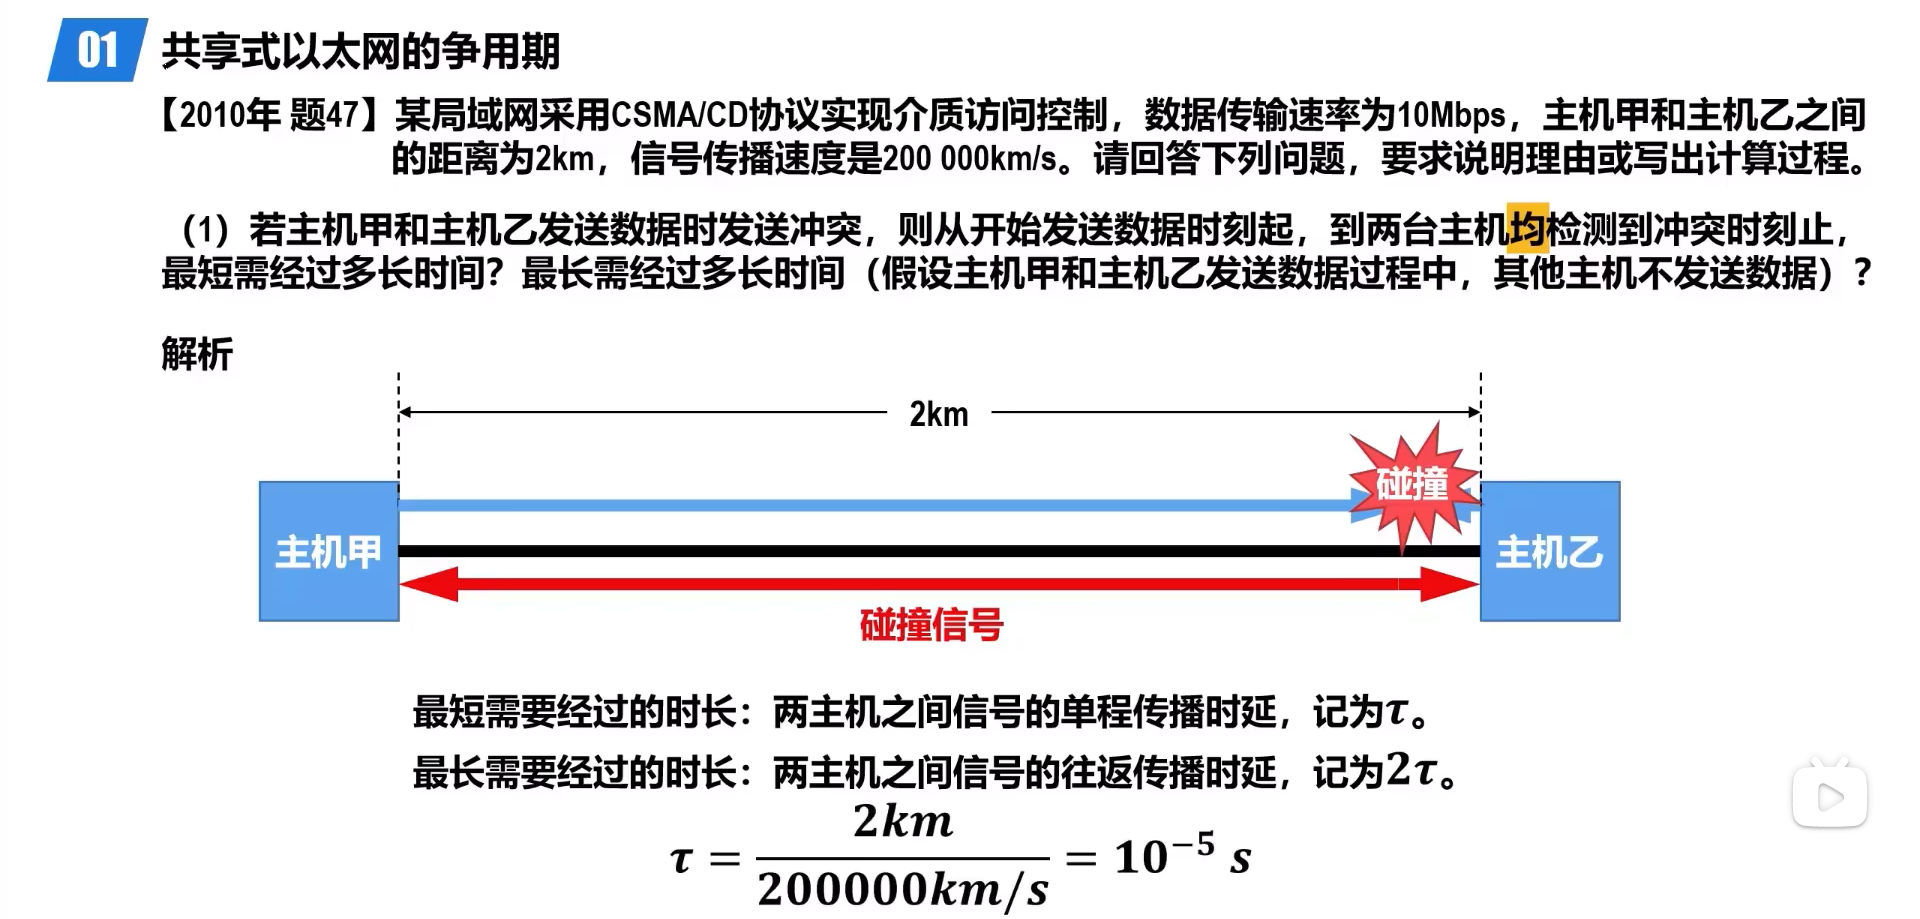 01 共享式以太网的争用期
【2010年 题47】某局域网采用CSMA/CD协议实现介质访问控制，数据传输速率为10Mbps，主机甲和主机乙之间
的距离为2km，信号传播速度是200 000km/s。请回答下列问题，要求说明理由或写出计算过程。
（1）若主机甲和主机乙发送数据时发送冲突，则从开始发送数据时刻起，到两台主机均检测到冲突时刻止，
最短需经过多长时间？最长需经过多长时间（假设主机甲和主机乙发送数据过程中，其他主机不发送数据）？
解析
2km
碰撞
主机甲
主机乙
碰撞信号
最短需要经过的时长：两主机之间信号的单程传播时延，记为τ。
最长需要经过的时长：两主机之间信号的往返传播时延，记为2τ。
τ = 2km / 200000km/s = 10⁻⁵ s